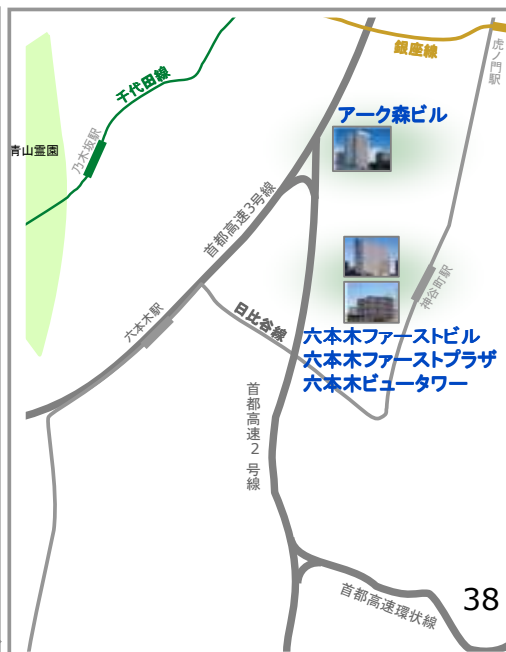 銀座線
虎ノ門駅
千代田線
アーク森ビル
青山霊園
乃木坂駅
首都高速3号線
神谷町駅
六本木駅
日比谷線
六本木ファーストビル
六本木ファーストプラザ
六本木ビュータワー
首都高速2号線
首都高速環状線
38